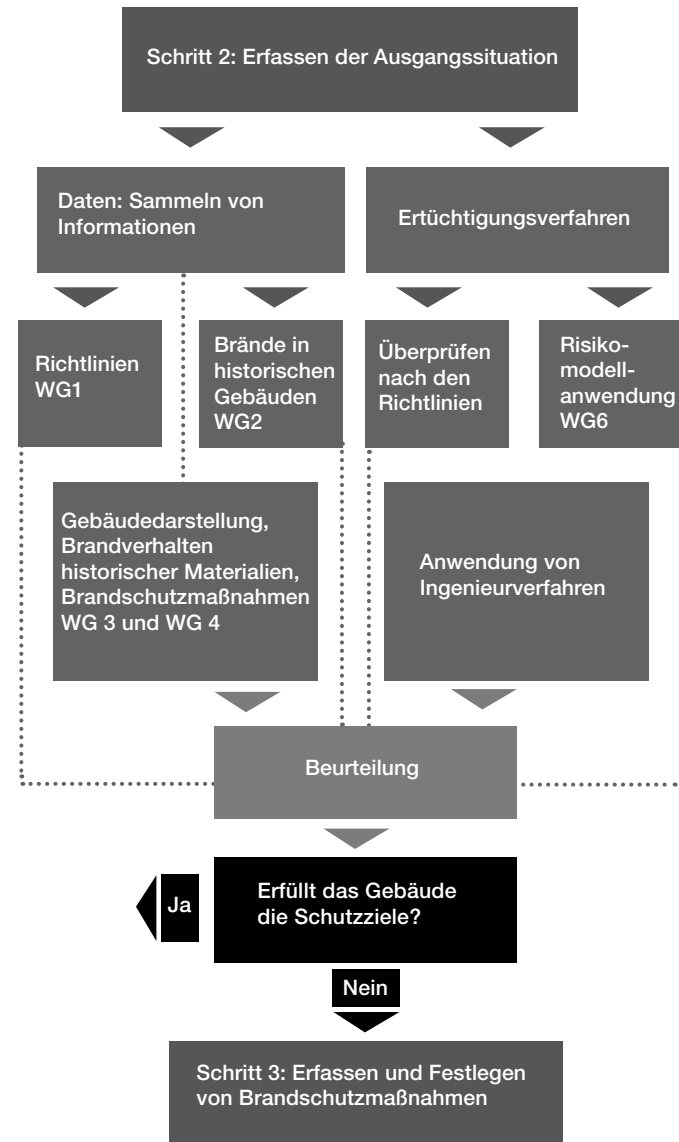 Schritt 2: Erfassen der Ausgangssituation
Daten: Sammeln von
Informationen
Ertüchtigungsverfahren
Richtlinien
WG1
Brände in
historischen
Gebäuden
WG2
Überprüfen
nach den
Richtlinien
Risiko-
modell-
anwendung
WG6
Gebäudedarstellung,
Brandverhalten
historischer Materialien,
Brandschutzmaßnahmen
WG 3 und WG 4
Anwendung von
Ingenieurverfahren
Beurteilung
Erfüllt das Gebäude
die Schutzziele?
Ja
Nein
Schritt 3: Erfassen und Festlegen
von Brandschutzmaßnahmen